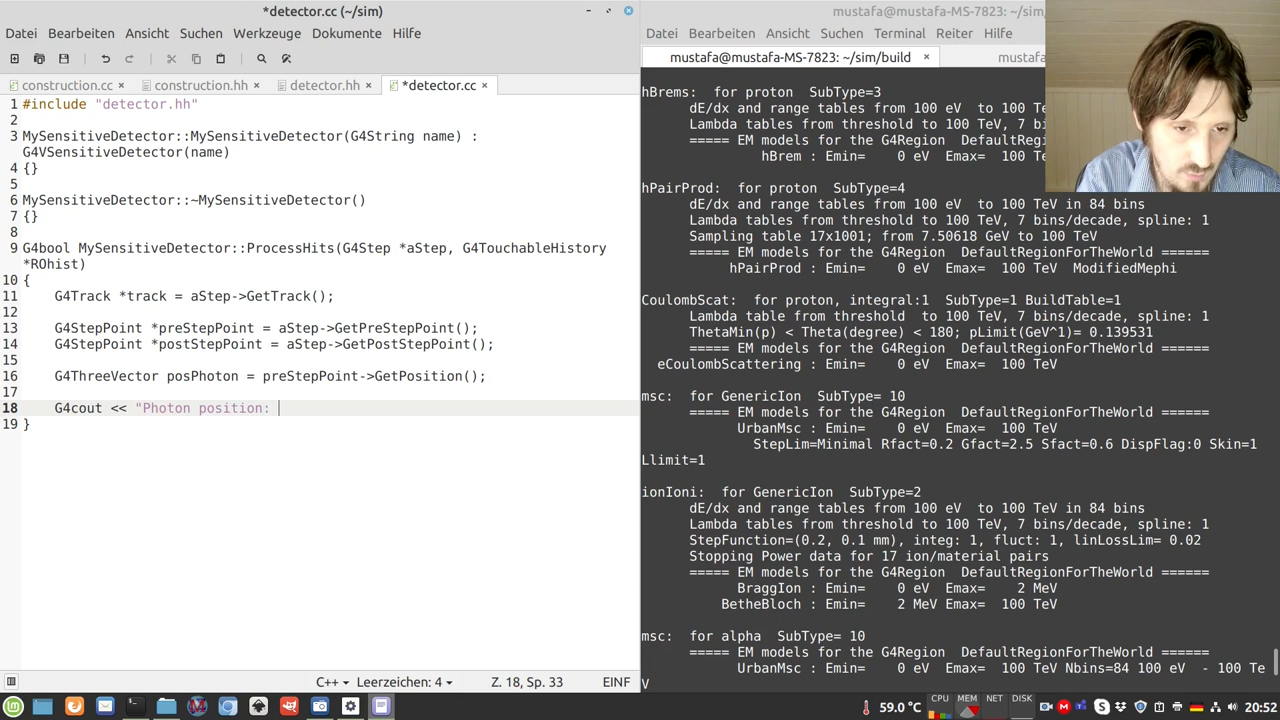 *detector.cc (~/sim)
Datei Bearbeiten Ansicht Suchen Werkzeuge Dokumente Hilfe
construction.cc × construction.hh × detector.hh × *detector.cc ×
1 #include "detector.hh"
2
3 MySensitiveDetector::MySensitiveDetector(G4String name) :
G4VSensitiveDetector(name)
4 {}
5
6 MySensitiveDetector::~MySensitiveDetector()
7 {}
8
9 G4bool MySensitiveDetector::ProcessHits(G4Step *aStep, G4TouchableHistory
*ROhist)
10 {
11 G4Track *track = aStep->GetTrack();
12
13 G4StepPoint *preStepPoint = aStep->GetPreStepPoint();
14 G4StepPoint *postStepPoint = aStep->GetPostStepPoint();
15
16 G4ThreeVector posPhoton = preStepPoint->GetPosition();
17
18 G4cout << "Photon position:
19 }
C++ Leerzeichen: 4 Z. 18, Sp. 33 EINF
mustafa@mustafa-MS-7823: ~/sim/
Datei Bearbeiten Ansicht Suchen Terminal Reiter Hilfe
mustafa@mustafa-MS-7823: ~/sim/build × mustafa@
hBrems: for proton SubType=3
dE/dx and range tables from 100 eV to 100 Te
Lambda tables from threshold to 100 TeV, 7 bi
===== EM models for the G4Region DefaultReg
hBrem : Emin= 0 eV Emax= 100 Te
hPairProd: for proton SubType=4
dE/dx and range tables from 100 eV to 100 TeV in 84 bins
Lambda tables from threshold to 100 TeV, 7 bins/decade, spline: 1
Sampling table 17x1001; from 7.50618 GeV to 100 TeV
===== EM models for the G4Region DefaultRegionForTheWorld ======
hPairProd : Emin= 0 eV Emax= 100 TeV ModifiedMephi
CoulombScat: for proton, integral:1 SubType=1 BuildTable=1
Lambda table from threshold to 100 TeV, 7 bins/decade, spline: 1
ThetaMin(p) < Theta(degree) < 180; pLimit(GeV^1)= 0.139531
===== EM models for the G4Region DefaultRegionForTheWorld ======
eCoulombScattering : Emin= 0 eV Emax= 100 TeV
msc: for GenericIon SubType= 10
===== EM models for the G4Region DefaultRegionForTheWorld ======
UrbanMsc : Emin= 0 eV Emax= 100 TeV
StepLim=Minimal Rfact=0.2 Gfact=2.5 Sfact=0.6 DispFlag:0 Skin=1
Llimit=1
ionIoni: for GenericIon SubType=2
dE/dx and range tables from 100 eV to 100 TeV in 84 bins
Lambda tables from threshold to 100 TeV, 7 bins/decade, spline: 1
StepFunction=(0.2, 0.1 mm), integ: 1, fluct: 1, linLossLim= 0.02
Stopping Power data for 17 ion/material pairs
===== EM models for the G4Region DefaultRegionForTheWorld ======
BraggIon : Emin= 0 eV Emax= 2 MeV
BetheBloch : Emin= 2 MeV Emax= 100 TeV
msc: for alpha SubType= 10
===== EM models for the G4Region DefaultRegionForTheWorld ======
UrbanMsc : Emin= 0 eV Emax= 100 TeV Nbins=84 100 eV - 100 Te
V
59.0°C CPU MEM NET DISK 20:52